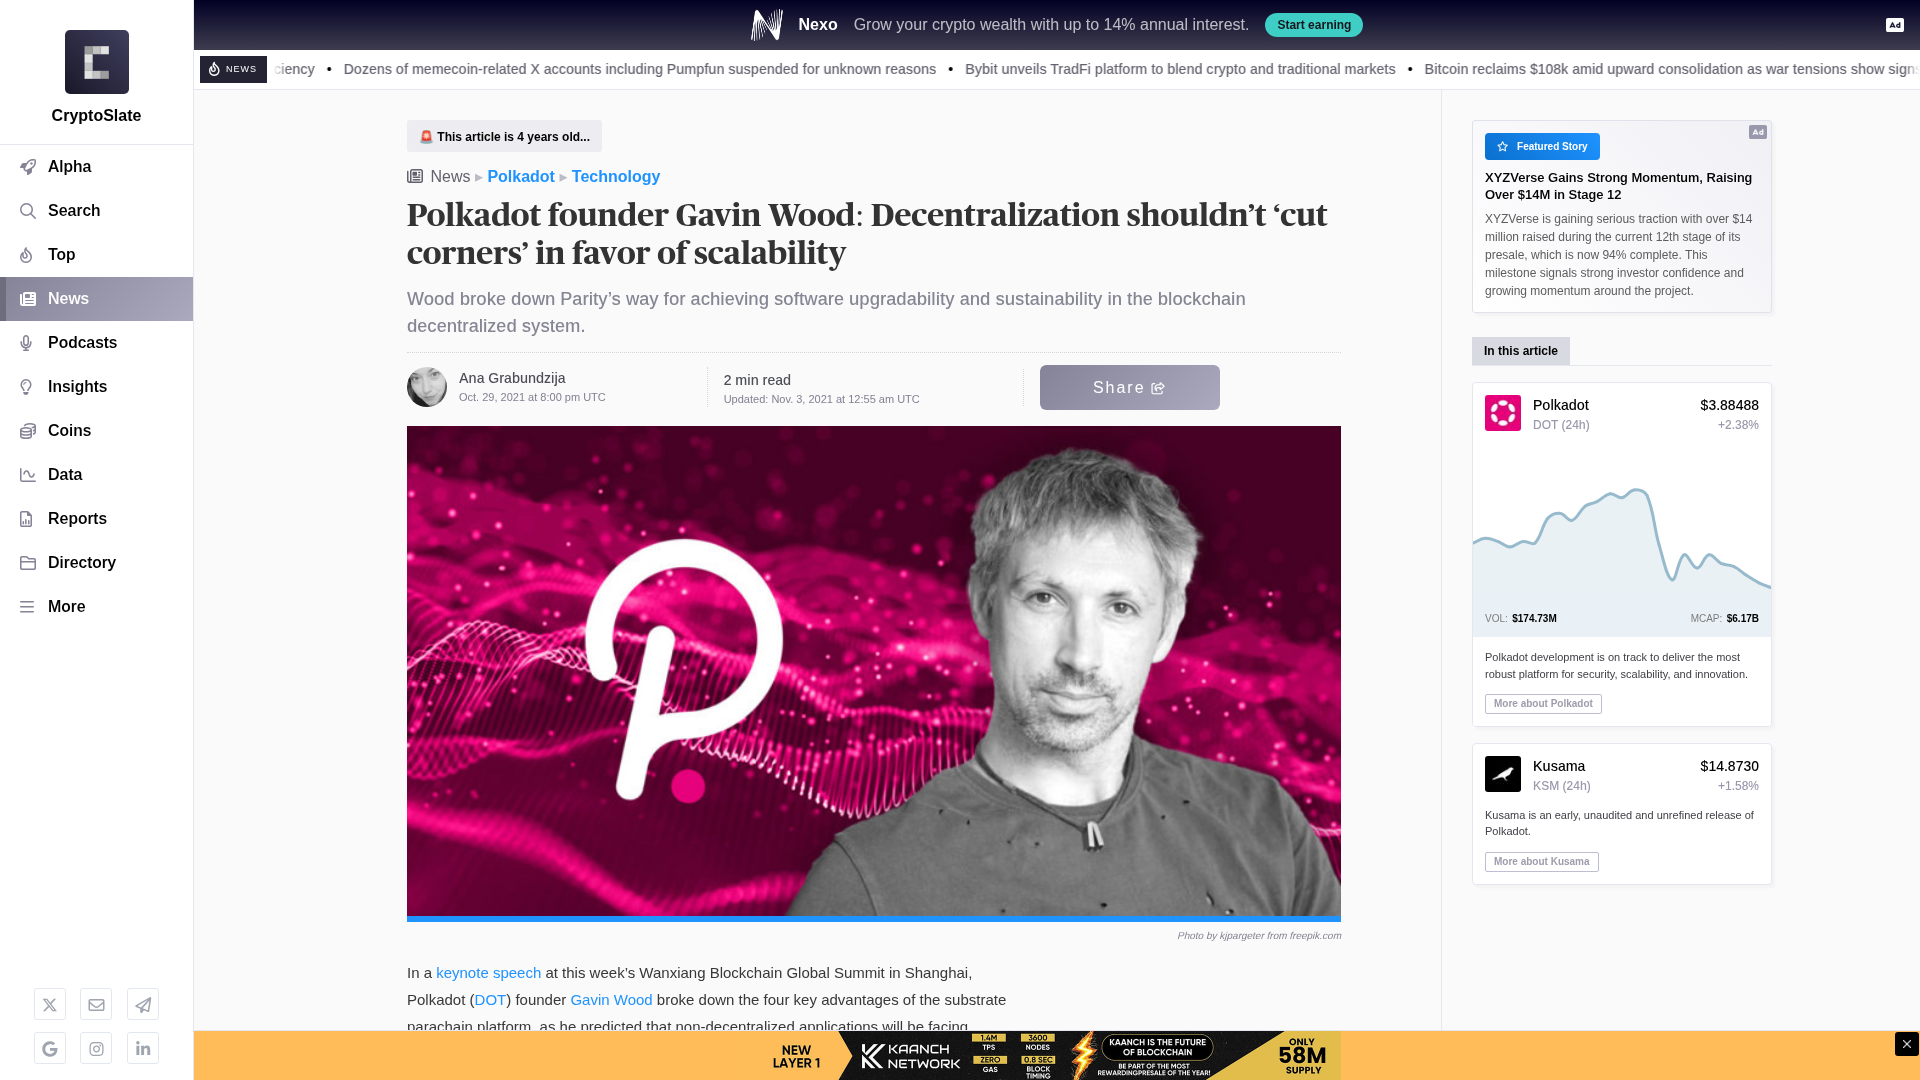 CryptoSlate
Alpha
Search
Top
News
Podcasts
Insights
Coins
Data
Reports
Directory
More
Nexo Grow your crypto wealth with up to 14% annual interest. Start earning
Ad
NEWS ciency • Dozens of memecoin-related X accounts including Pumpfun suspended for unknown reasons • Bybit unveils TradFi platform to blend crypto and traditional markets • Bitcoin reclaims $108k amid upward consolidation as war tensions show signs
🚨 This article is 4 years old...
News ▸ Polkadot ▸ Technology
Polkadot founder Gavin Wood: Decentralization shouldn’t ‘cut
corners’ in favor of scalability
Wood broke down Parity’s way for achieving software upgradability and sustainability in the blockchain
decentralized system.
Ana Grabundzija
Oct. 29, 2021 at 8:00 pm UTC
2 min read
Updated: Nov. 3, 2021 at 12:55 am UTC
Share
Photo by kjpargeter from freepik.com
In a keynote speech at this week’s Wanxiang Blockchain Global Summit in Shanghai,
Polkadot (DOT) founder Gavin Wood broke down the four key advantages of the substrate
parachain platform, as he predicted that non-decentralized applications will be facing
Ad
Featured Story
XYZVerse Gains Strong Momentum, Raising
Over $14M in Stage 12
XYZVerse is gaining serious traction with over $14
million raised during the current 12th stage of its
presale, which is now 94% complete. This
milestone signals strong investor confidence and
growing momentum around the project.
In this article
Polkadot $3.88488
DOT (24h) +2.38%
VOL: $174.73M MCAP: $6.17B
Polkadot development is on track to deliver the most
robust platform for security, scalability, and innovation.
More about Polkadot
Kusama $14.8730
KSM (24h) +1.58%
Kusama is an early, unaudited and unrefined release of
Polkadot.
More about Kusama
NEW
LAYER 1
KAANCH
NETWORK
1.4M
TPS
ZERO
GAS
3600
NODES
0.8 SEC
BLOCK
TIMING
KAANCH IS THE FUTURE
OF BLOCKCHAIN
BE PART OF THE MOST
REWARDINGPRESALE OF THE YEAR!
ONLY
58M
SUPPLY